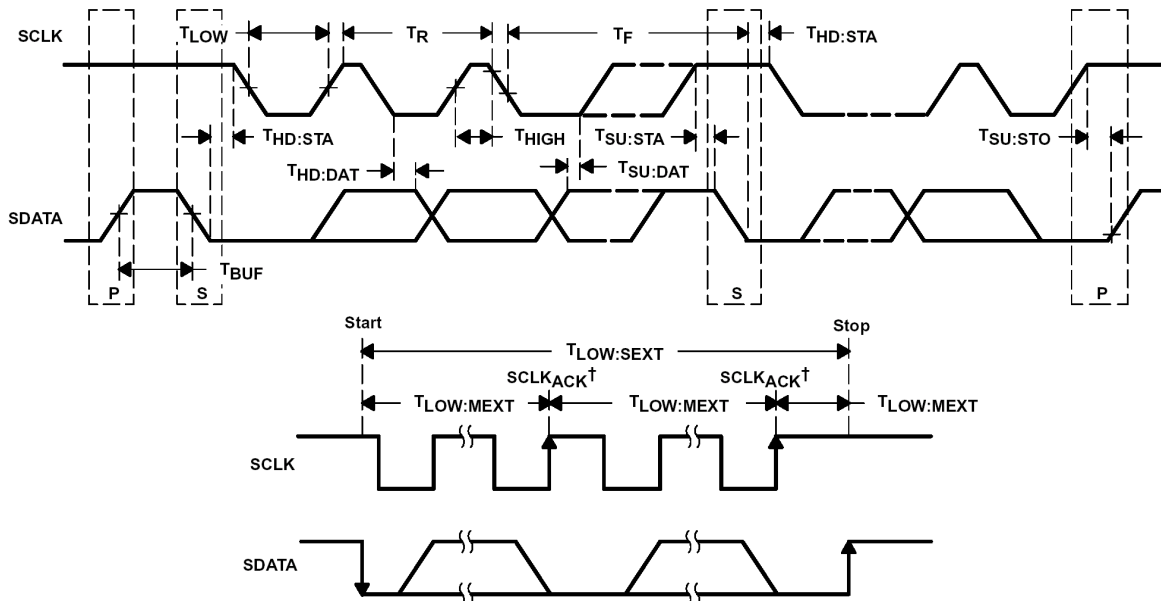 SCLK
TLOW
TR
TF
THD:STA
THD:STA
THIGH
TSU:STA
TSU:STO
THD:DAT
TSU:DAT
SDATA
TBUF
P
S
S
P
Start
Stop
TLOW:SEXT
SCLKACK†
SCLKACK†
TLOW:MEXT
TLOW:MEXT
TLOW:MEXT
SCLK
SDATA